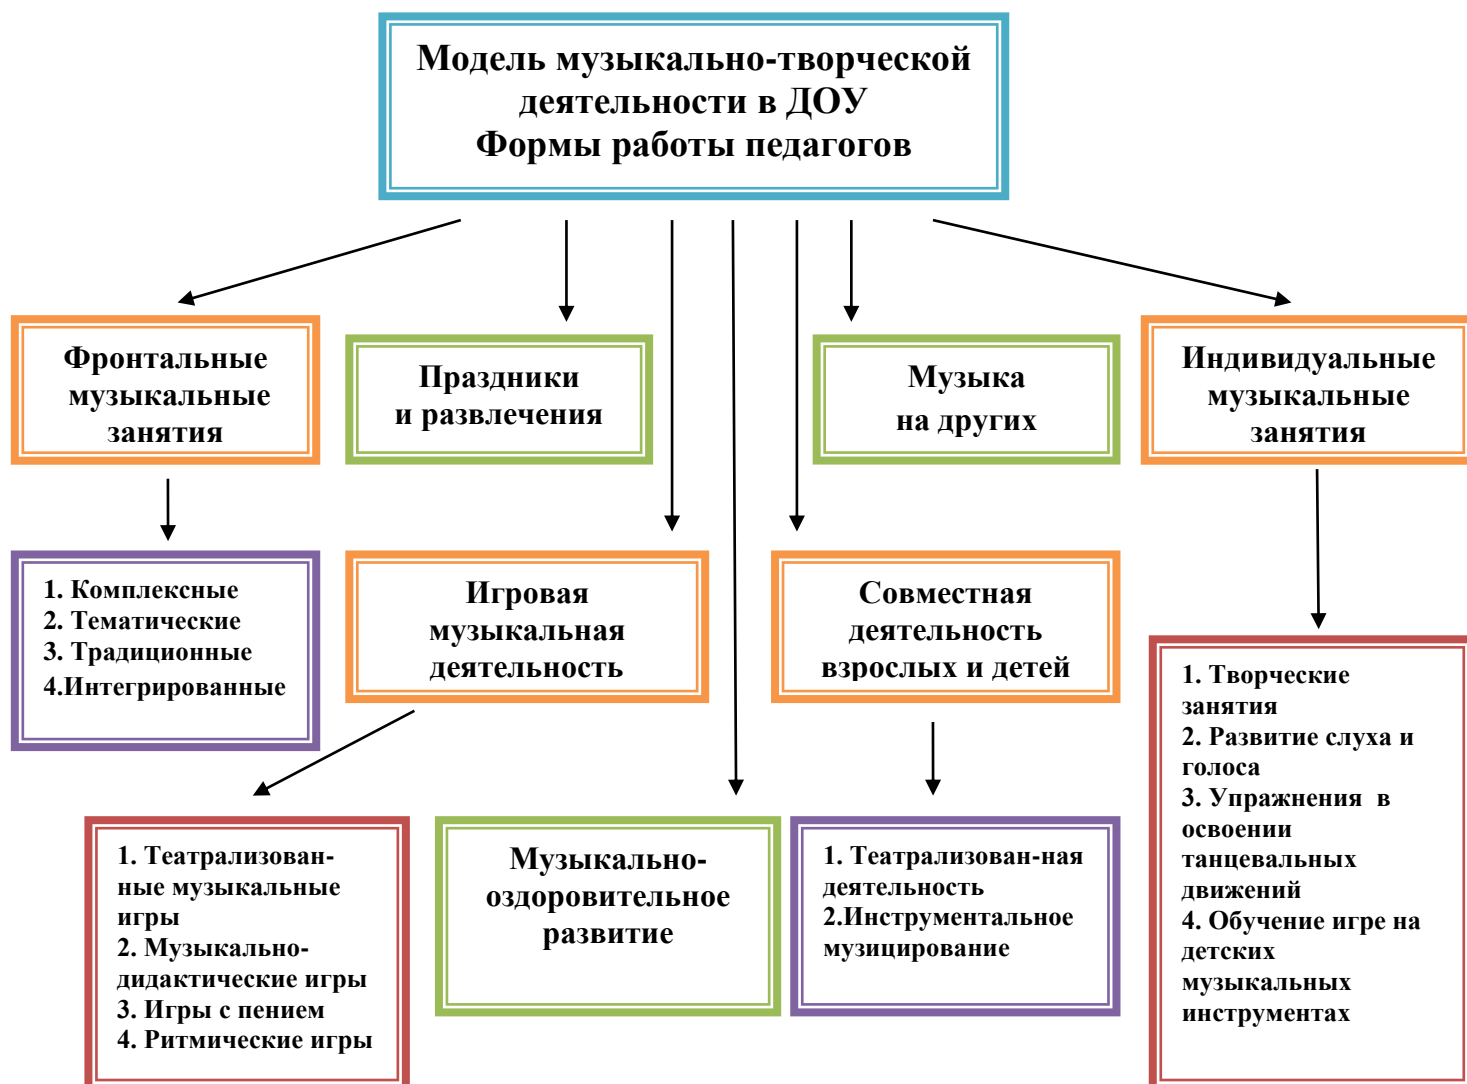 Модель музыкально-творческой
деятельности в ДОУ
Формы работы педагогов
Фронтальные
музыкальные
занятия
Праздники
и развлечения
Музыка
на других
Индивидуальные
музыкальные
занятия
1. Комплексные
2. Тематические
3. Традиционные
4.Интегрированные
Игровая
музыкальная
деятельность
Совместная
деятельность
взрослых и детей
1. Творческие
занятия
2. Развитие слуха и
голоса
3. Упражнения в
освоении
танцевальных
движений
4. Обучение игре на
детских
музыкальных
инструментах
1. Театрализован-
ные музыкальные
игры
2. Музыкально-
дидактические игры
3. Игры с пением
4. Ритмические игры
Музыкально-
оздоровительное
развитие
1. Театрализован-ная
деятельность
2.Инструментальное
музицирование